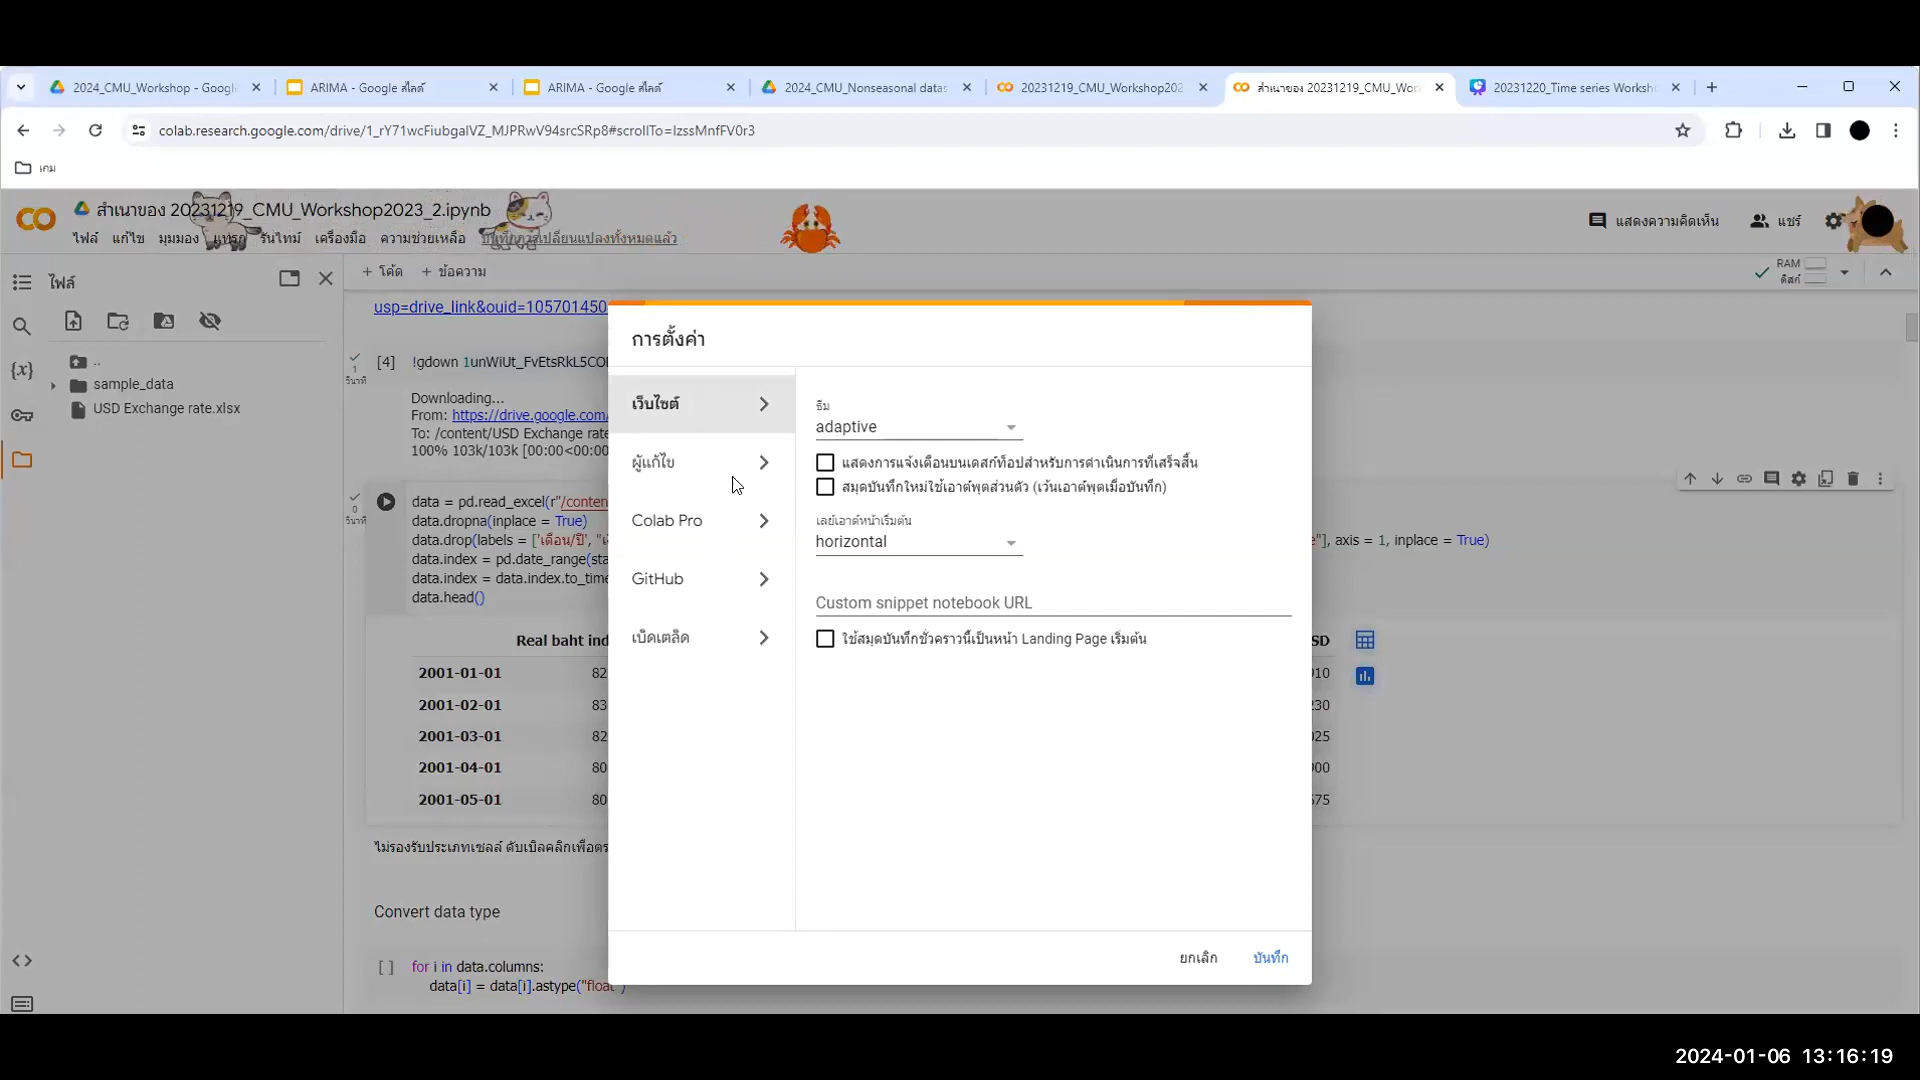 2024_CMU_Workshop - Google
ARIMA - Google สไลด์
ARIMA - Google สไลด์
2024_CMU_Nonseasonal datas
20231219_CMU_Workshop202
สำเนาของ 20231219_CMU_Wor
20231220_Time series Worksh
colab.research.google.com/drive/1_rY71wcFiubgalVZ_MJPRwV94srcSRp8#scrollTo=IzssMnfFV0r3
เกม
สำเนาของ 20231219_CMU_Workshop2023_2.ipynb
ไฟล์ แก้ไข มุมมอง แทรก รันไทม์ เครื่องมือ ความช่วยเหลือ บันทึกการเปลี่ยนแปลงทั้งหมดแล้ว
แสดงความคิดเห็น
แชร์
ไฟล์
+ โค้ด + ข้อความ
RAM
ดิสก์
..
sample_data
USD Exchange rate.xlsx
usp=drive_link&ouid=105701450
[4] !gdown 1unWiUt_FvEtsRkL5COE
1
วินาที
Downloading...
From: https://drive.google.com/
To: /content/USD Exchange rate
100% 103k/103k [00:00<00:00
0
วินาที
data = pd.read_excel(r"/conten
data.dropna(inplace = True)
data.drop(labels = ['เดือน/ปี', "เ
e"], axis = 1, inplace = True)
data.index = pd.date_range(sta
data.index = data.index.to_time
data.head()
Real baht ind
SD
2001-01-01 82
910
2001-02-01 83
230
2001-03-01 82
025
2001-04-01 80
900
2001-05-01 80
575
ไม่รองรับประเภทเซลล์ ดับเบิลคลิกเพื่อตร
Convert data type
[ ] for i in data.columns:
data[i] = data[i].astype("float")
การตั้งค่า
เว็บไซต์
ผู้แก้ไข
Colab Pro
GitHub
เบ็ดเตล็ด
ธีม
adaptive
แสดงการแจ้งเตือนบนเดสก์ท็อปสำหรับการดำเนินการที่เสร็จสิ้น
สมุดบันทึกใหม่ใช้เอาต์พุตส่วนตัว (เว้นเอาต์พุตเมื่อบันทึก)
เลย์เอาต์หน้าเริ่มต้น
horizontal
Custom snippet notebook URL
ใช้สมุดบันทึกชั่วคราวนี้เป็นหน้า Landing Page เริ่มต้น
ยกเลิก
บันทึก
2024-01-06 13:16:19